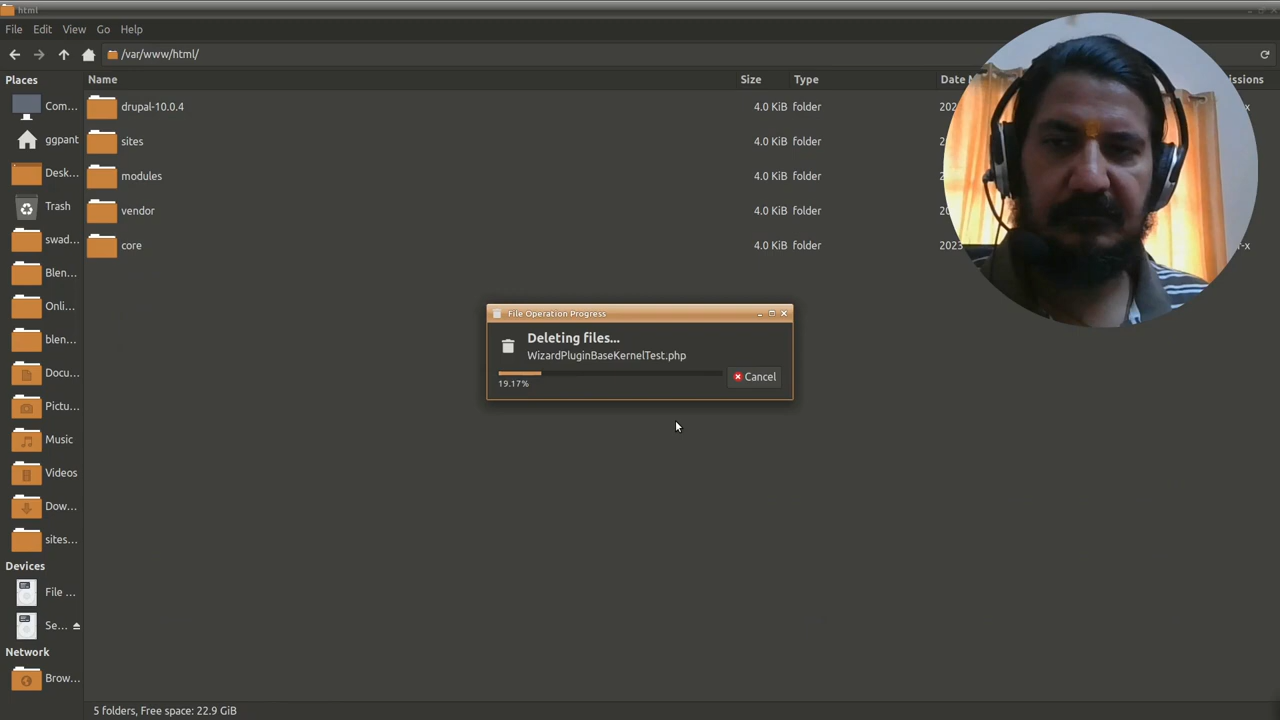 html
File Edit View Go Help
/var/www/html/
Places
Name Size Type Date M issions
Com...
drupal-10.0.4 4.0 KiB folder
ggpant
sites 4.0 KiB folder
Desk...
modules 4.0 KiB folder
Trash
vendor 4.0 KiB folder
swad...
core 4.0 KiB folder 2023
Blen...
Onli...
blen...
Docu...
Pictu...
Music
Videos
Dow...
sites...
Devices
File ...
Se...
Network
Brow...
File Operation Progress
Deleting files...
WizardPluginBaseKernelTest.php
19.17%
Cancel
5 folders, Free space: 22.9 GiB